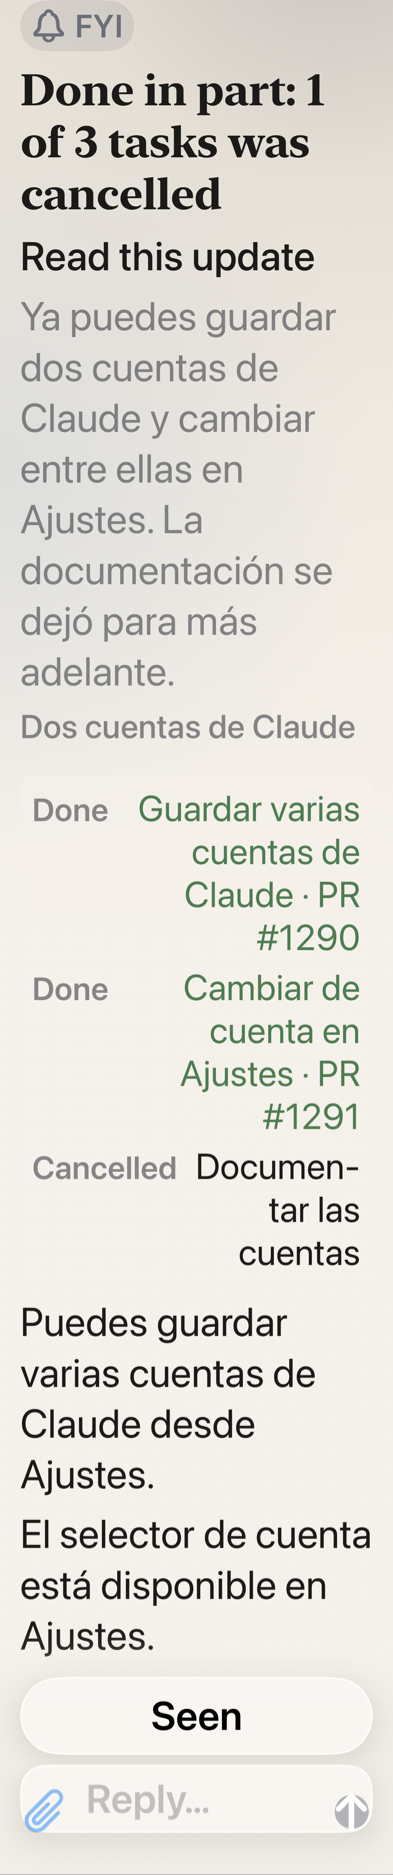 FYI
Done in part: 1
of 3 tasks was
cancelled
Read this update
Ya puedes guardar
dos cuentas de
Claude y cambiar
entre ellas en
Ajustes. La
documentación se
dejó para más
adelante.
Dos cuentas de Claude
Done Guardar varias
cuentas de
Claude · PR
#1290
Done Cambiar de
cuenta en
Ajustes · PR
#1291
Cancelled Documen-
tar las
cuentas
Puedes guardar
varias cuentas de
Claude desde
Ajustes.
El selector de cuenta
está disponible en
Ajustes.
Seen
Reply...